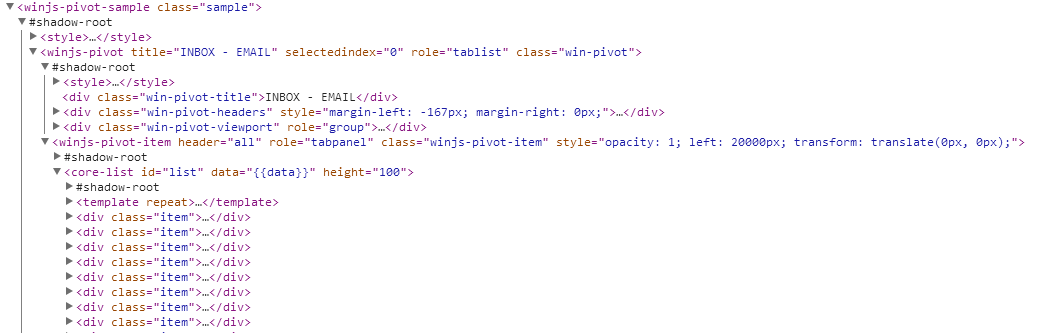 <winjs-pivot-sample class="sample">
#shadow-root
<style>…</style>
<winjs-pivot title="INBOX - EMAIL" selectedindex="0" role="tablist" class="win-pivot">
#shadow-root
<style>…</style>
<div class="win-pivot-title">INBOX - EMAIL</div>
<div class="win-pivot-headers" style="margin-left: -167px; margin-right: 0px;">…</div>
<div class="win-pivot-viewport" role="group">…</div>
<winjs-pivot-item header="all" role="tabpanel" class="winjs-pivot-item" style="opacity: 1; left: 20000px; transform: translate(0px, 0px);">
#shadow-root
<core-list id="list" data="{{data}}" height="100">
#shadow-root
<template repeat>…</template>
<div class="item">…</div>
<div class="item">…</div>
<div class="item">…</div>
<div class="item">…</div>
<div class="item">…</div>
<div class="item">…</div>
<div class="item">…</div>
<div class="item">…</div>